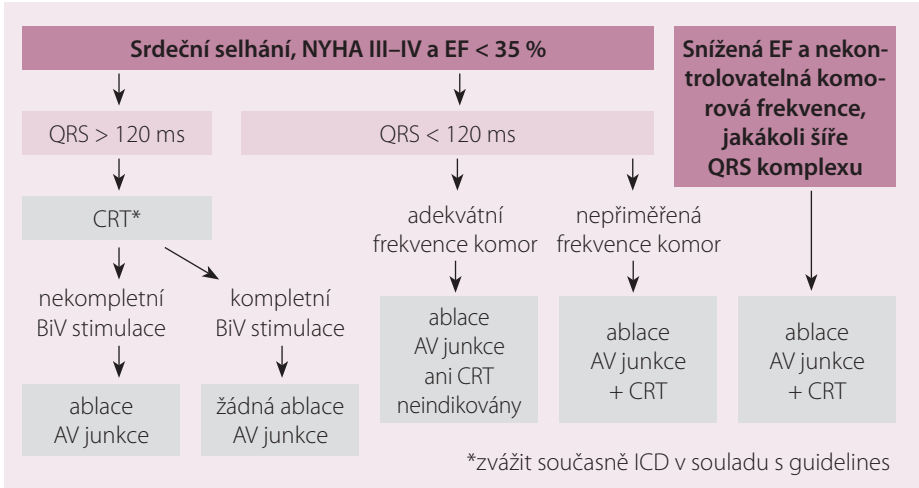 Srdeční selhání, NYHA III–IV a EF < 35 %
Snížená EF a nekon-
trolovatelná komo-
rová frekvence,
jakákoli šíře
QRS komplexu
QRS > 120 ms
QRS < 120 ms
CRT*
adekvátní
frekvence komor
nepřiměřená
frekvence komor
nekompletní
BiV stimulace
kompletní
BiV stimulace
ablace
AV junkce
žádná ablace
AV junkce
ablace
AV junkce
ani CRT
neindikovány
ablace
AV junkce
+ CRT
ablace
AV junkce
+ CRT
*zvážit současně ICD v souladu s guidelines